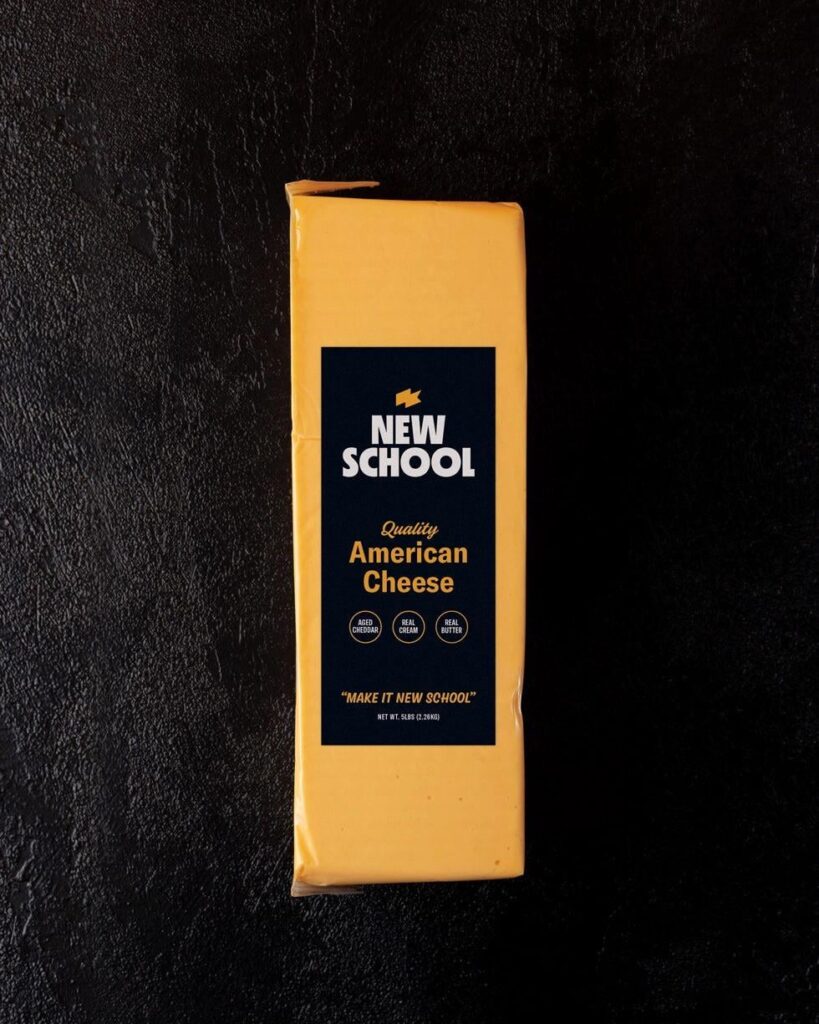 NEW
SCHOOL
Quality
American
Cheese
AGED
CHEDDAR
REAL
CREAM
REAL
BUTTER
“MAKE IT NEW SCHOOL”
NET WT. 5LBS (2.26KG)